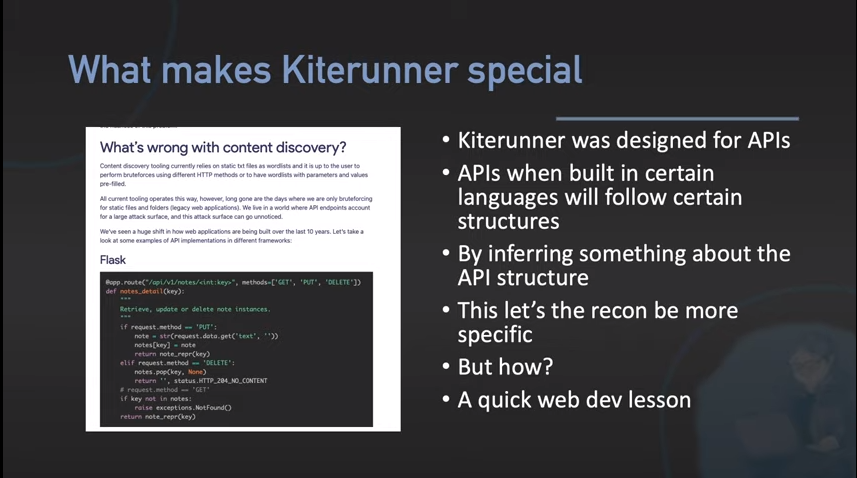 What makes Kiterunner special
What's wrong with content discovery?
Content discovery tooling currently relies on static txt files as wordlists and it is up to the user to
perform bruteforces using different HTTP methods or to have wordlists with parameters and values
pre-filled.
All current tooling operates this way, however, long gone are the days where we are only bruteforcing
for static files and folders (legacy web applications). We live in a world where API endpoints account
for a large attack surface, and this attack surface can go unnoticed.
We've seen a huge shift in how web applications are being built over the last 10 years. Let's take a
look at some examples of API implementations in different frameworks:
Flask
@app.route("/api/v1/notes/<int:key>", methods=['GET', 'PUT', 'DELETE'])
def notes_detail(key):
"""
Retrieve, update or delete note instances.
"""
if request.method == 'PUT':
note = str(request.data.get('text', ''))
notes[key] = note
return note_repr(key)
elif request.method == 'DELETE':
notes.pop(key, None)
return '', status.HTTP_204_NO_CONTENT
# request.method == 'GET'
if key not in notes:
raise exceptions.NotFound()
return note_repr(key)
• Kiterunner was designed for APIs
• APIs when built in certain
languages will follow certain
structures
• By inferring something about the
API structure
• This let's the recon be more
specific
• But how?
• A quick web dev lesson